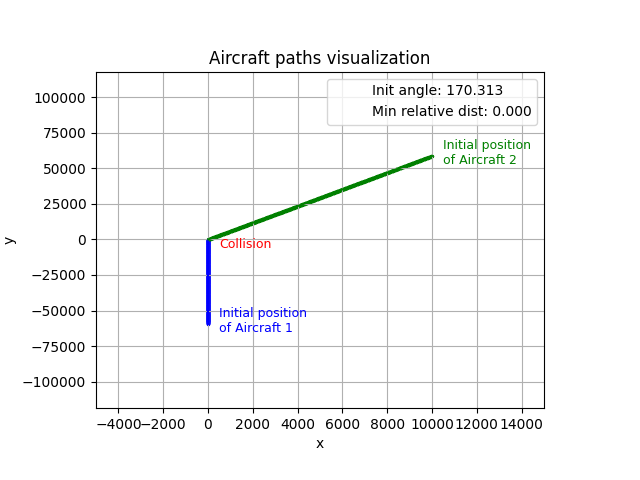 Aircraft paths visualization
Init angle: 170.313
Min relative dist: 0.000
100000
75000
50000
25000
0
−25000
−50000
−75000
−100000
y
Initial position
of Aircraft 2
Collision
Initial position
of Aircraft 1
−4000
−2000
0
2000
4000
6000
8000
10000
12000
14000
x